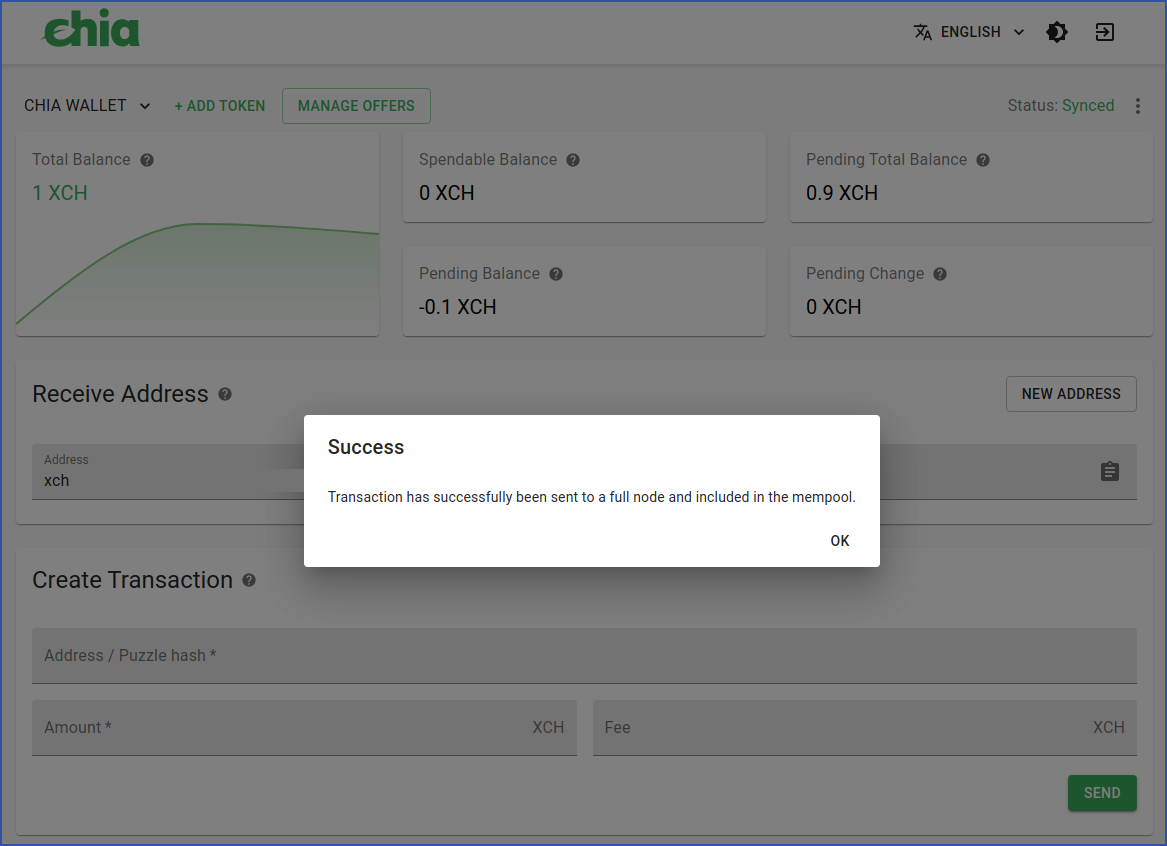 chia
ENGLISH
CHIA WALLET
+ ADD TOKEN
MANAGE OFFERS
Status: Synced
Total Balance
1 XCH
Spendable Balance
0 XCH
Pending Total Balance
0.9 XCH
Pending Balance
-0.1 XCH
Pending Change
0 XCH
Receive Address
NEW ADDRESS
Address
xch
Success
Transaction has successfully been sent to a full node and included in the mempool.
OK
Create Transaction
Address / Puzzle hash *
Amount *
XCH
Fee
XCH
SEND